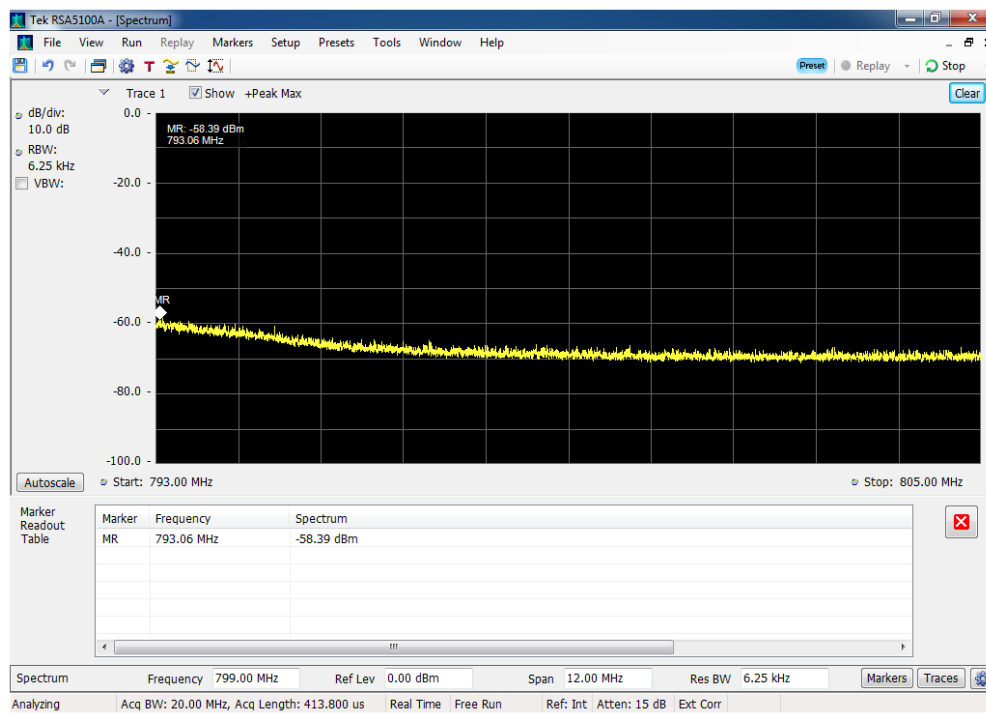 Tek RSA5100A - [Spectrum]
File View Run Replay Markers Setup Presets Tools Window Help
T Preset Replay Stop
Trace 1 Show +Peak Max Clear
dB/div:
10.0 dB
RBW:
6.25 kHz
VBW:
0.0
-20.0
-40.0
-60.0
-80.0
-100.0
MR: -58.39 dBm
793.06 MHz
MR
Autoscale Start: 793.00 MHz Stop: 805.00 MHz
Marker
Readout
Table
Marker Frequency Spectrum
MR 793.06 MHz -58.39 dBm
Spectrum Frequency 799.00 MHz Ref Lev 0.00 dBm Span 12.00 MHz Res BW 6.25 kHz Markers Traces
Analyzing Acq BW: 20.00 MHz, Acq Length: 413.800 us Real Time Free Run Ref: Int Atten: 15 dB Ext Corr